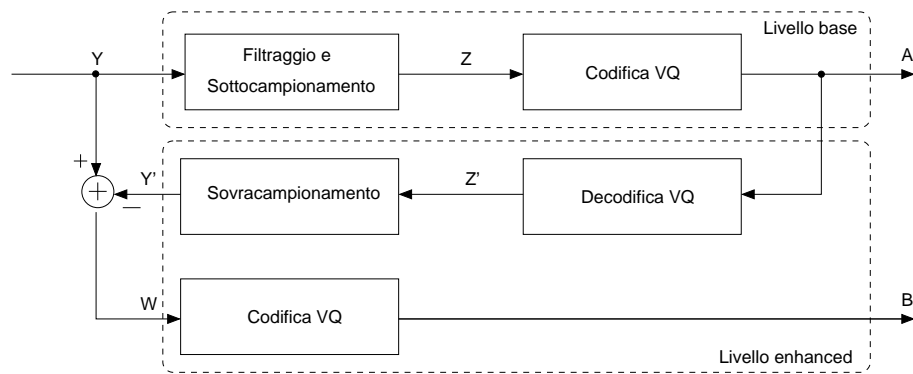 Livello base
Y
Filtraggio e
Sottocampionamento
Z
Codifica VQ
A
+
+
Y'
−
Sovracampionamento
Z'
Decodifica VQ
W
Codifica VQ
B
Livello enhanced